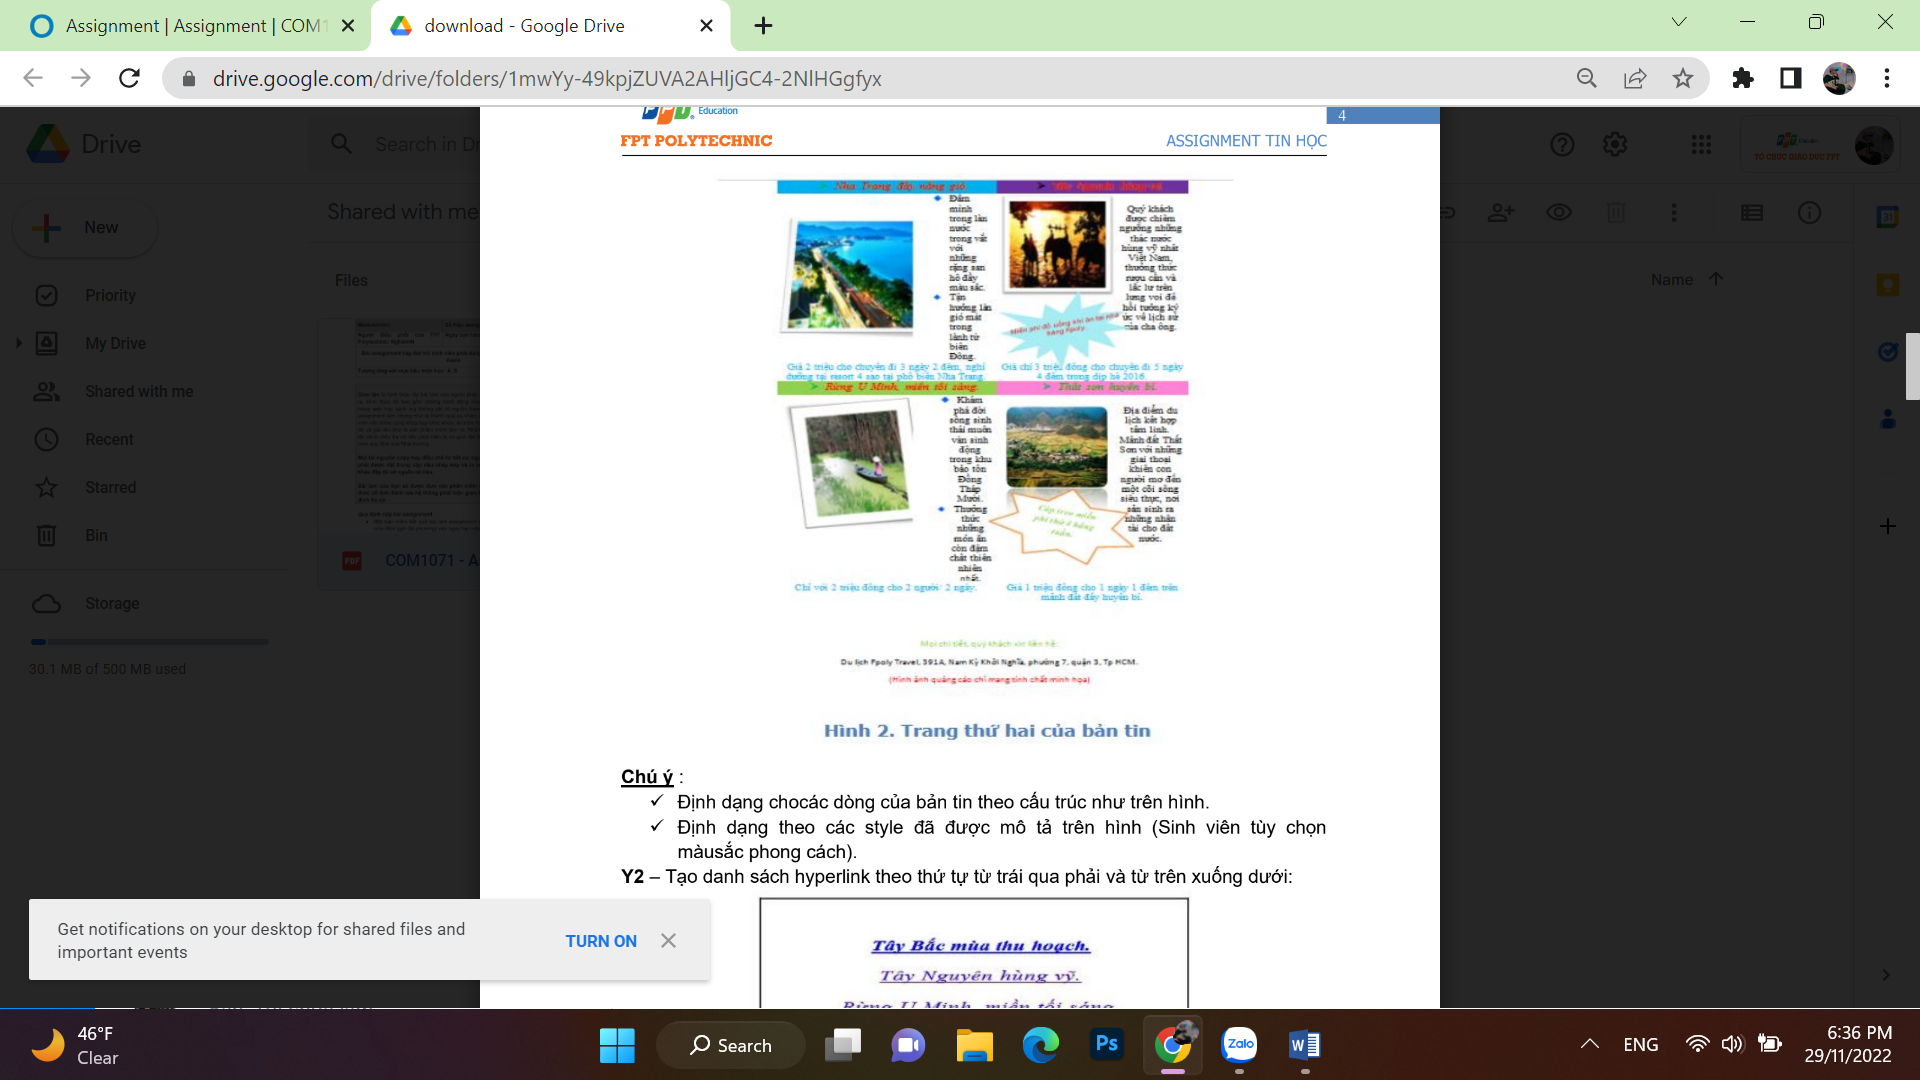 Assignment | Assignment | COM1
download - Google Drive
drive.google.com/drive/folders/1mwYy-49kpjZUVA2AHljGC4-2NlHGgfyx
Drive
Search in Dr
New
Priority
My Drive
Shared with me
Recent
Starred
Bin
Storage
30.1 MB of 500 MB used
Shared with me
Files
Name
PDF
COM1071 - A
Education
FPT POLYTECHNIC
ASSIGNMENT TIN HỌC
4
Nha Trang đầy nắng gió
Đắm
mình
trong làn
nước
trong vắt
với
những
rặng san
hô đầy
màu sắc.
Tận
hưởng làn
gió mát
trong
lành từ
biển
Đông.
Giá 2 triệu cho chuyến đi 3 ngày 2 đêm, nghỉ
dưỡng tại resort 4 sao tại phố biển Nha Trang.
Quý khách
được chiêm
ngưỡng những
thác nước
hùng vỹ nhất
Việt Nam,
thưởng thức
rượu cần và
lắc lư trên
lưng voi để
hồi tưởng ký
ức về lịch sử
của cha ông.
Giá chỉ 3 triệu đồng cho chuyến đi 5 ngày
4 đêm trong dịp hè 2016.
Rừng U Minh, miền tối sáng.
Khám
phá đời
sống sinh
thái muôn
vàn sinh
động
trong khu
bảo tồn
Đồng
Tháp
Mười.
Thưởng
thức
những
món ăn
còn đậm
chất thiên
nhiên
nhất.
Chỉ với 2 triệu đồng cho 2 người/ 2 ngày.
Thất sơn huyền bí.
Địa điểm du
lịch kết hợp
tâm linh.
Mảnh đất Thất
Sơn với những
giai thoại
khiến con
người mơ đến
một cõi sống
siêu thực, nơi
sản sinh ra
những nhân
tài cho đất
nước.
Giá 1 triệu đồng cho 1 ngày 1 đêm trên
mảnh đất đầy huyền bí.
Mọi chi tiết, quý khách xin liên hệ:
Du lịch Fpoly Travel, 391A, Nam Kỳ Khởi Nghĩa, phường 7, quận 3, Tp HCM.
(Hình ảnh quảng cáo chỉ mang tính chất minh họa)
Hình 2. Trang thứ hai của bản tin
Chú ý :
Định dạng chocác dòng của bản tin theo cấu trúc như trên hình.
Định dạng theo các style đã được mô tả trên hình (Sinh viên tùy chọn
màusắc phong cách).
Y2 – Tạo danh sách hyperlink theo thứ tự từ trái qua phải và từ trên xuống dưới:
Tây Bắc mùa thu hoạch.
Tây Nguyên hùng vỹ.
Rừng U Minh, miền tối sáng
Get notifications on your desktop for shared files and
important events
TURN ON
46°F
Clear
Search
Ps
Zalo
W
ENG
6:36 PM
29/11/2022